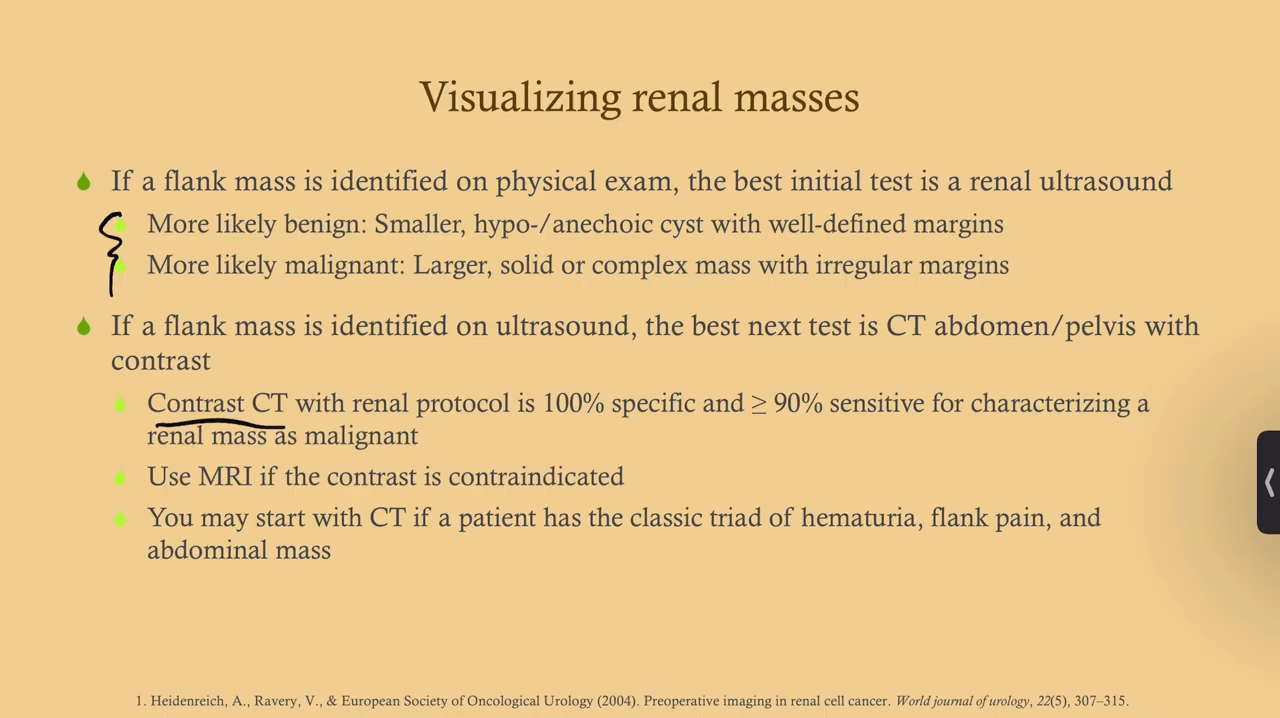 Visualizing renal masses
If a flank mass is identified on physical exam, the best initial test is a renal ultrasound
More likely benign: Smaller, hypo-/anechoic cyst with well-defined margins
More likely malignant: Larger, solid or complex mass with irregular margins
If a flank mass is identified on ultrasound, the best next test is CT abdomen/pelvis with
contrast
Contrast CT with renal protocol is 100% specific and ≥ 90% sensitive for characterizing a
renal mass as malignant
Use MRI if the contrast is contraindicated
You may start with CT if a patient has the classic triad of hematuria, flank pain, and
abdominal mass
1. Heidenreich, A., Ravery, V., & European Society of Oncological Urology (2004). Preoperative imaging in renal cell cancer. World journal of urology, 22(5), 307–315.